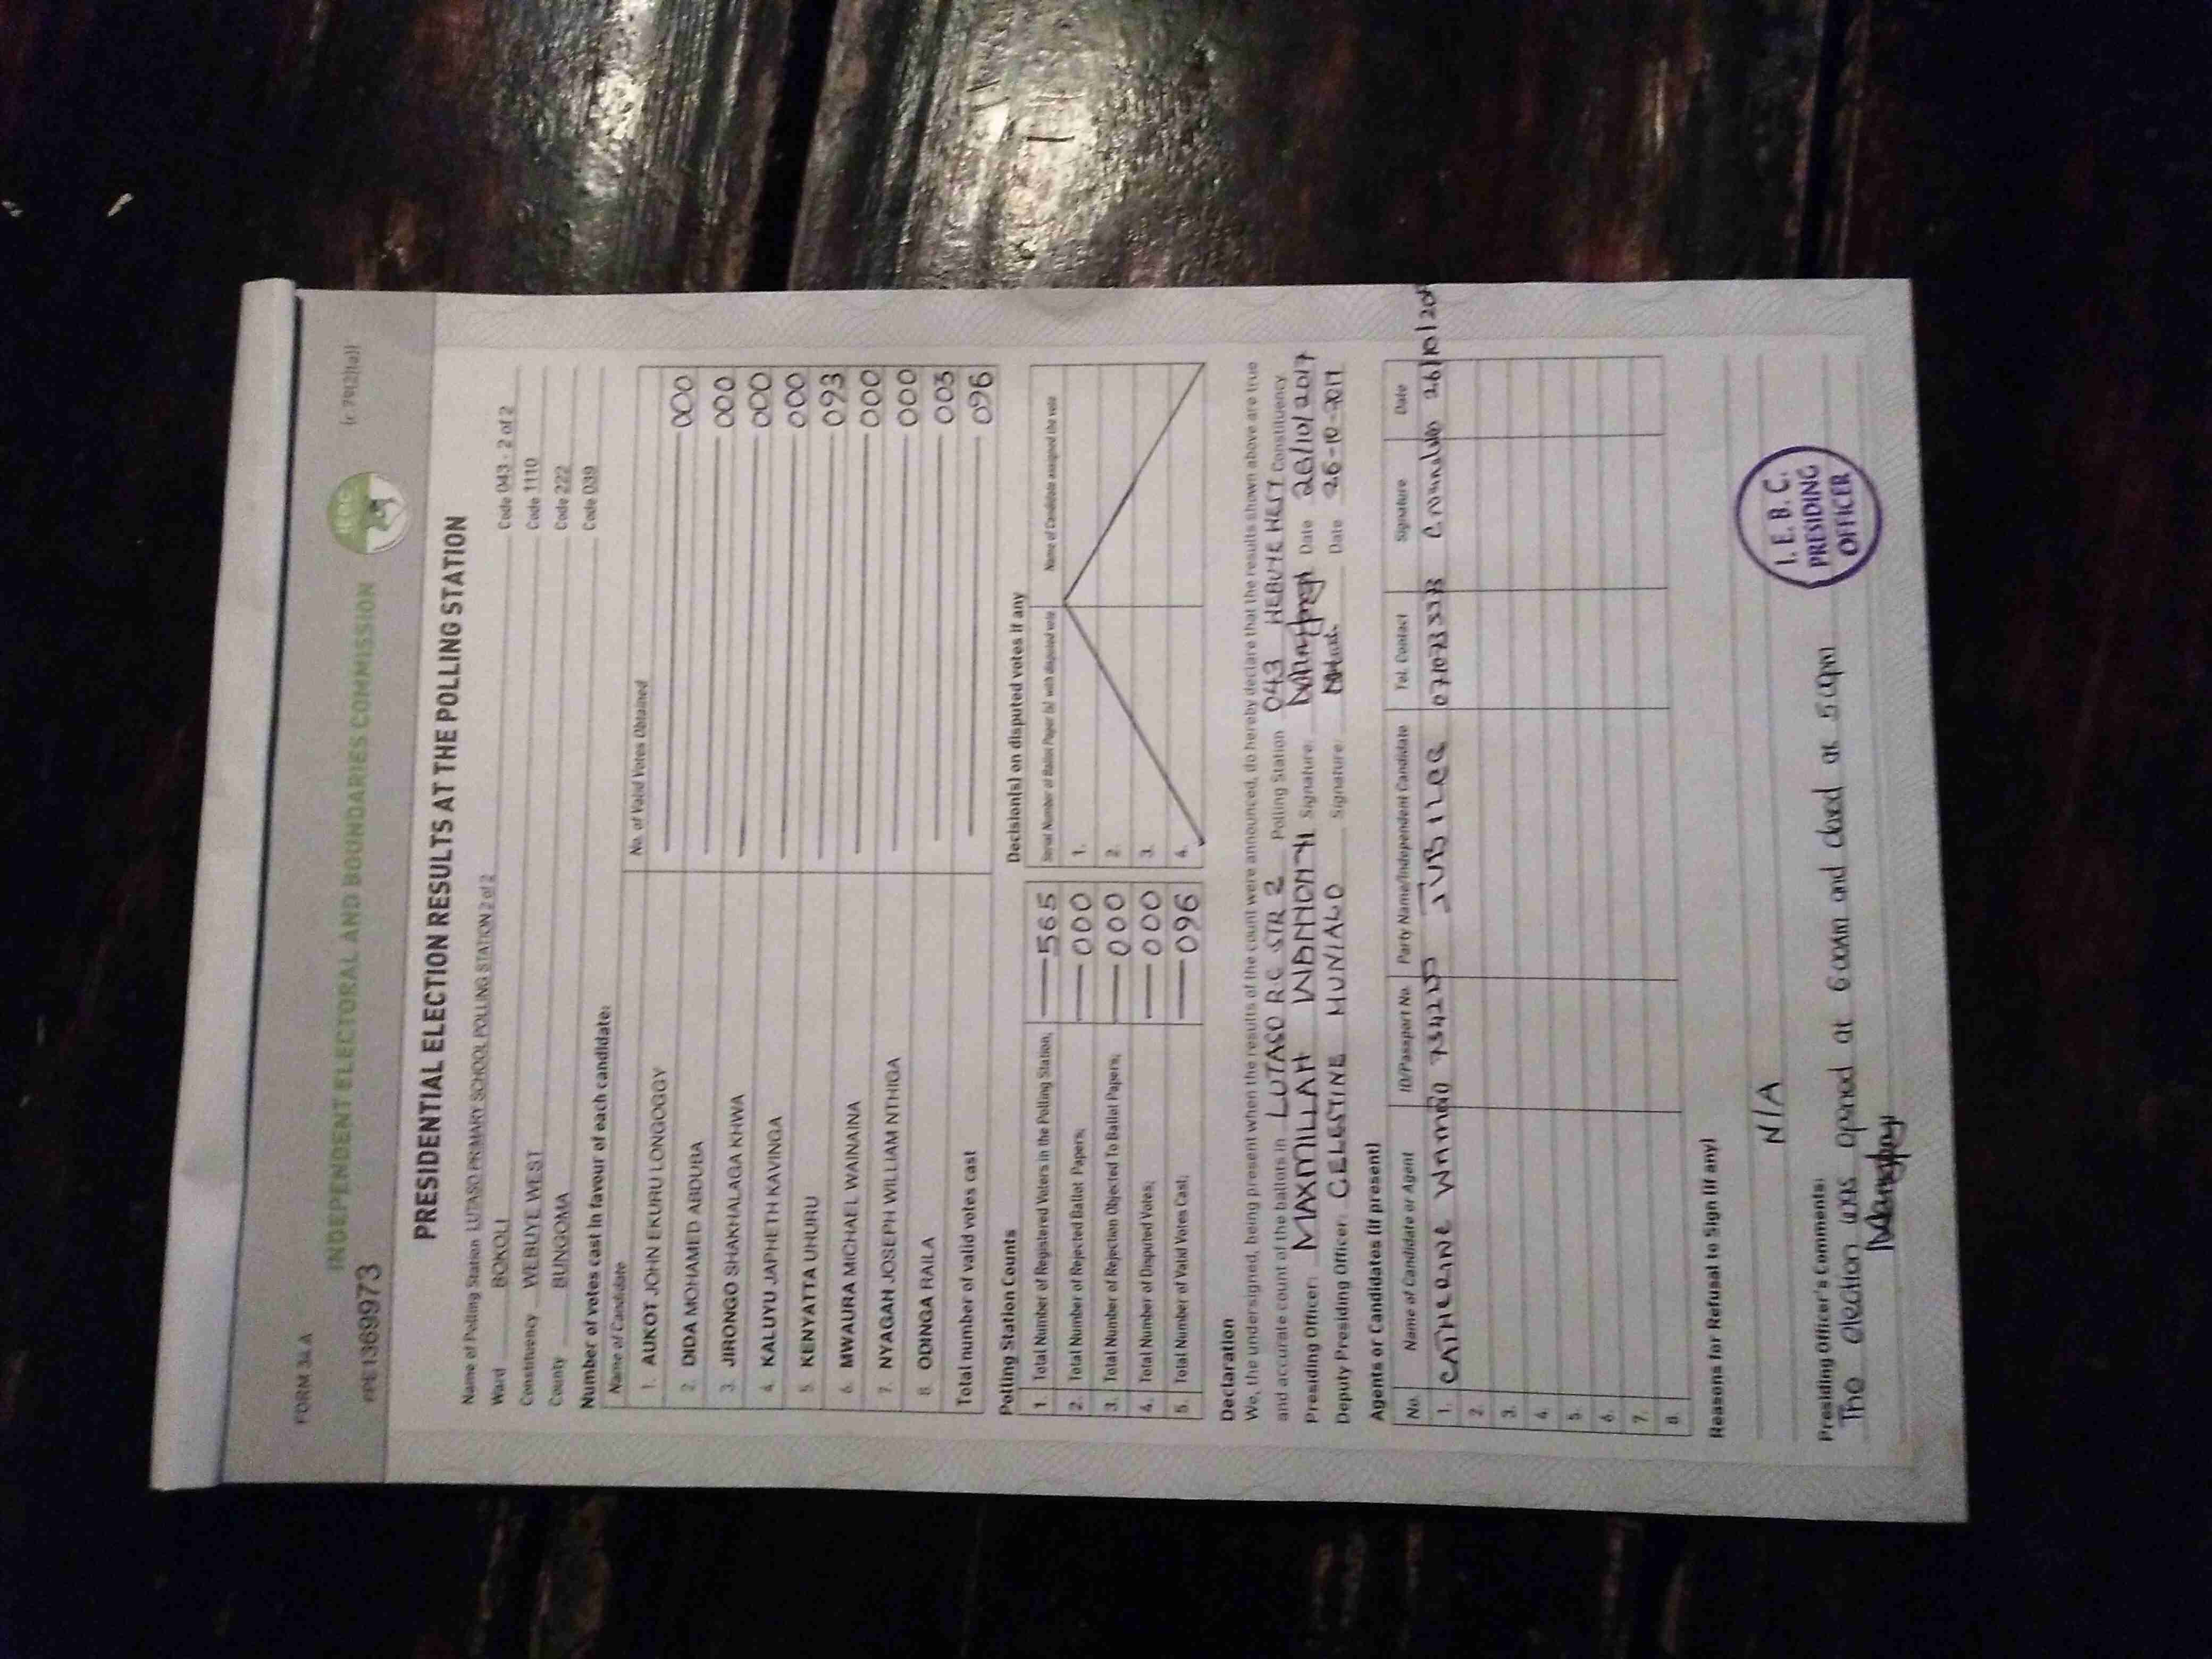 FORM 34 A (r. 79(2)(a))
INDEPENDENT ELECTORAL AND BOUNDARIES COMMISSION
#PE1369973
PRESIDENTIAL ELECTION RESULTS AT THE POLLING STATION
Name of Polling Station LUTASO PRIMARY SCHOOL POLLING STATION 2 of 2 Code 043 - 2 of 2
Ward BOKOLI Code 1110
Constituency WEBUYE WEST Code 222
County BUNGOMA Code 039
Number of votes cast in favour of each candidate:
Name of Candidate No. of Valid Votes Obtained
1. AUKOT JOHN EKURU LONGOGGY 000
2. DIDA MOHAMED ABDUBA 000
3. JIRONGO SHAKHALAGA KHWA 000
4. KALUYU JAPHETH KAVINGA 000
5. KENYATTA UHURU 093
6. MWAURA MICHAEL WAINAINA 000
7. NYAGAH JOSEPH WILLIAM NTHIGA 000
8. ODINGA RAILA 003
Total number of valid votes cast 096
Polling Station Counts
1. Total Number of Registered Voters in the Polling Station; 565
2. Total Number of Rejected Ballot Papers; 000
3. Total Number of Rejection Objected To Ballot Papers; 000
4. Total Number of Disputed Votes; 000
5. Total Number of Valid Votes Cast; 096
Decision(s) on disputed votes if any
Serial Number of Ballot Paper (s) with disputed vote Name of Candidate assigned the vote
1.
2.
3.
4.
Declaration
We, the undersigned, being present when the results of the count were announced, do hereby declare that the results shown above are true
and accurate count of the ballots in LUTASO RC STR 2 Polling Station 043 WEBUYE WEST Constituency
Presiding Officer: MAXMILLAH WABHOMYI Signature: Date 26/10/2017
Deputy Presiding Officer: CELESTINE MUNIALO Signature: Date 26-10-2017
Agents or Candidates (if present)
No. Name of Candidate or Agent ID/Passport No. Party Name/Independent Candidate Tel. Contact Signature Date
1. CATHERINE JUBILEE 26/10/201
2.
3.
4.
5.
6.
7.
8.
Reasons for Refusal to Sign (if any)
N/A
Presiding Officer's Comments:
The election was opened at 6 00am and closed at 5 00pm
I. E. B. C.
PRESIDING
OFFICER